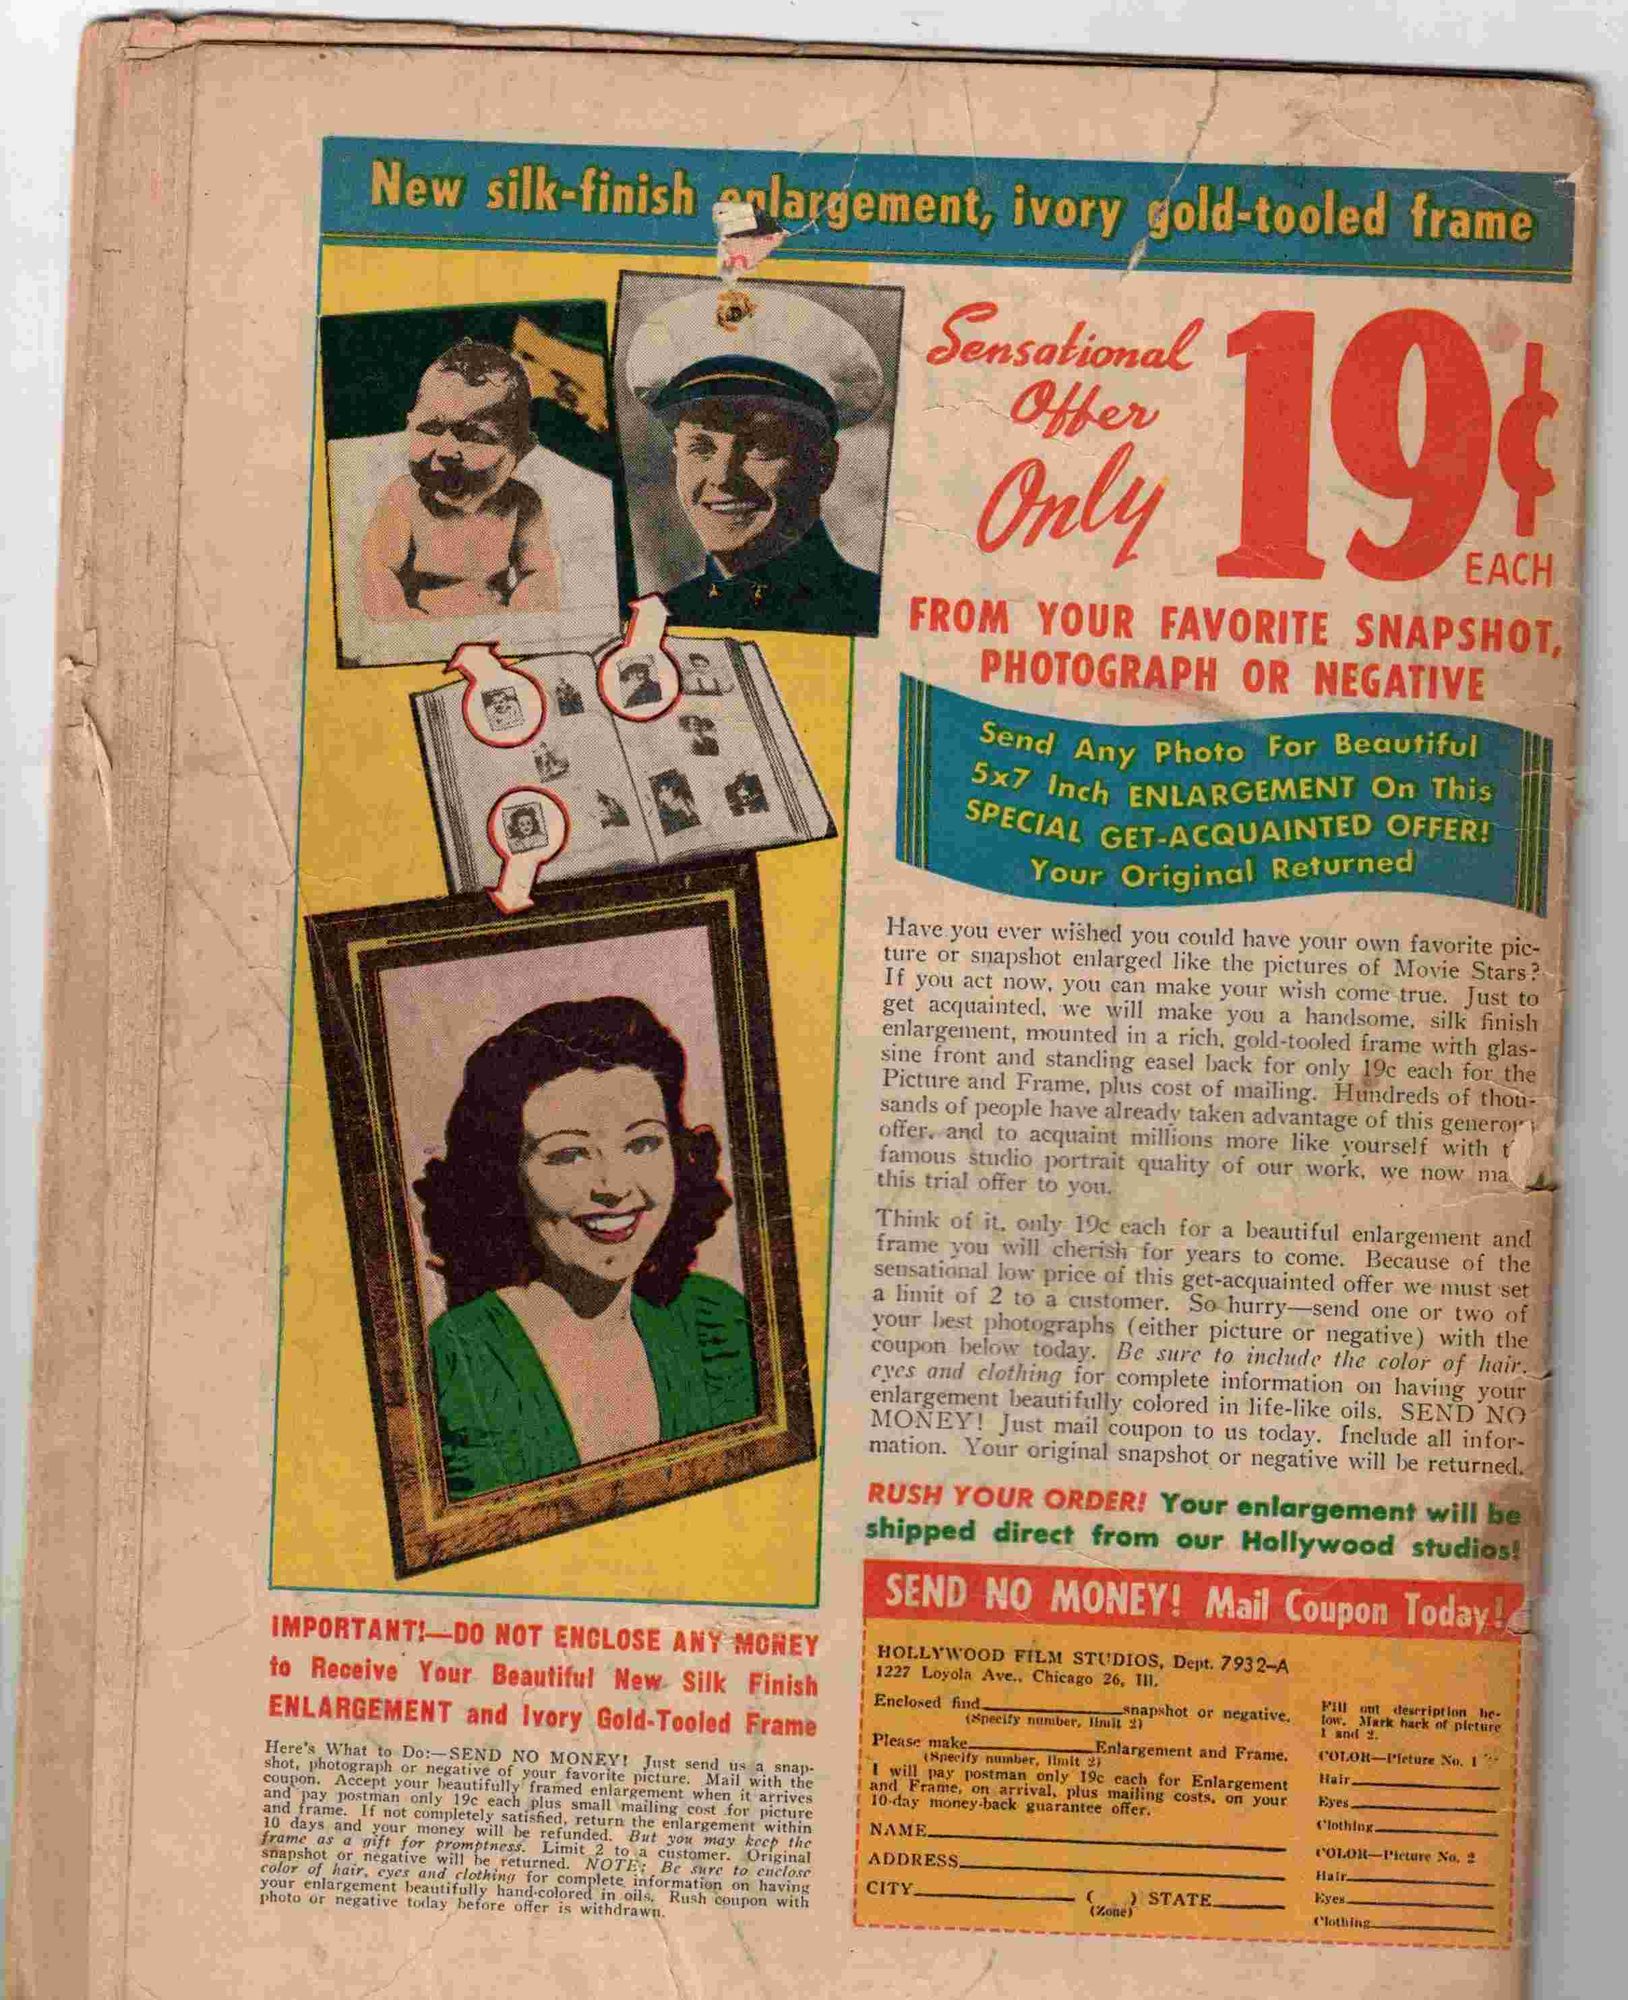 New silk-finish enlargement, ivory gold-tooled frame
Sensational
Offer
Only
19¢
EACH
FROM YOUR FAVORITE SNAPSHOT,
PHOTOGRAPH OR NEGATIVE
Send Any Photo For Beautiful
5x7 Inch ENLARGEMENT On This
SPECIAL GET-ACQUAINTED OFFER!
Your Original Returned
Have you ever wished you could have your own favorite pic-
ture or snapshot enlarged like the pictures of Movie Stars?
If you act now, you can make your wish come true. Just to
get acquainted, we will make you a handsome, silk finish
enlargement, mounted in a rich, gold-tooled frame with glas-
sine front and standing easel back for only 19c each for the
Picture and Frame, plus cost of mailing. Hundreds of thou-
sands of people have already taken advantage of this
offer, and to acquaint millions more like yourself with
famous studio portrait quality of our work, we now
this trial offer to you.
Think of it, only 19c each for a beautiful enlargement and
frame you will cherish for years to come. Because of the
sensational low price of this get-acquainted offer we must set
a limit of 2 to a customer. So hurry—send one or two of
your best photographs (either picture or negative) with the
coupon below today. Be sure to include the color of hair,
eyes and clothing for complete information on having your
enlargement beautifully colored in life-like oils. SEND NO
MONEY! Just mail coupon to us today. Include all infor-
mation. Your original snapshot or negative will be returned.
RUSH YOUR ORDER! Your enlargement will be
shipped direct from our Hollywood studios!
IMPORTANT!—DO NOT ENCLOSE ANY MONEY
to Receive Your Beautiful New Silk Finish
ENLARGEMENT and Ivory Gold-Tooled Frame
Here's What to Do:—SEND NO MONEY! Just send us a snap-
shot, photograph or negative of your favorite picture. Mail with the
coupon. Accept your beautifully framed enlargement when it arrives
and pay postman only 19c each plus small mailing cost for picture
and frame. If not completely satisfied, return the enlargement within
10 days and your money will be refunded. But you may keep the
frame as a gift for promptness. Limit 2 to a customer. Original
snapshot or negative will be returned. NOTE: Be sure to enclose
color of hair, eyes and clothing for complete information on having
your enlargement beautifully hand-colored in oils. Rush coupon with
photo or negative today before offer is withdrawn.
SEND NO MONEY! Mail Coupon Today!
HOLLYWOOD FILM STUDIOS, Dept. 7932-A
1227 Loyola Ave., Chicago 26, Ill.
Enclosed find snapshot or negative.
(Specify number, limit 2)
Please make Enlargement and Frame.
(Specify number, limit 2)
I will pay postman only 19c each for Enlargement
and Frame, on arrival, plus mailing costs, on your
10-day money-back guarantee offer.
NAME
ADDRESS
CITY ( ) STATE
(Zone)
Fill out description be-
low. Mark back of picture
1 and 2.
COLOR—Picture No. 1
Hair
Eyes
Clothing
COLOR—Picture No. 2
Hair
Eyes
Clothing